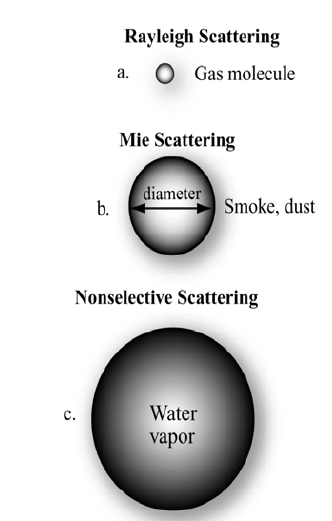 Rayleigh Scattering
a. Gas molecule
Mie Scattering
diameter
b. Smoke, dust
Nonselective Scattering
c. Water
vapor